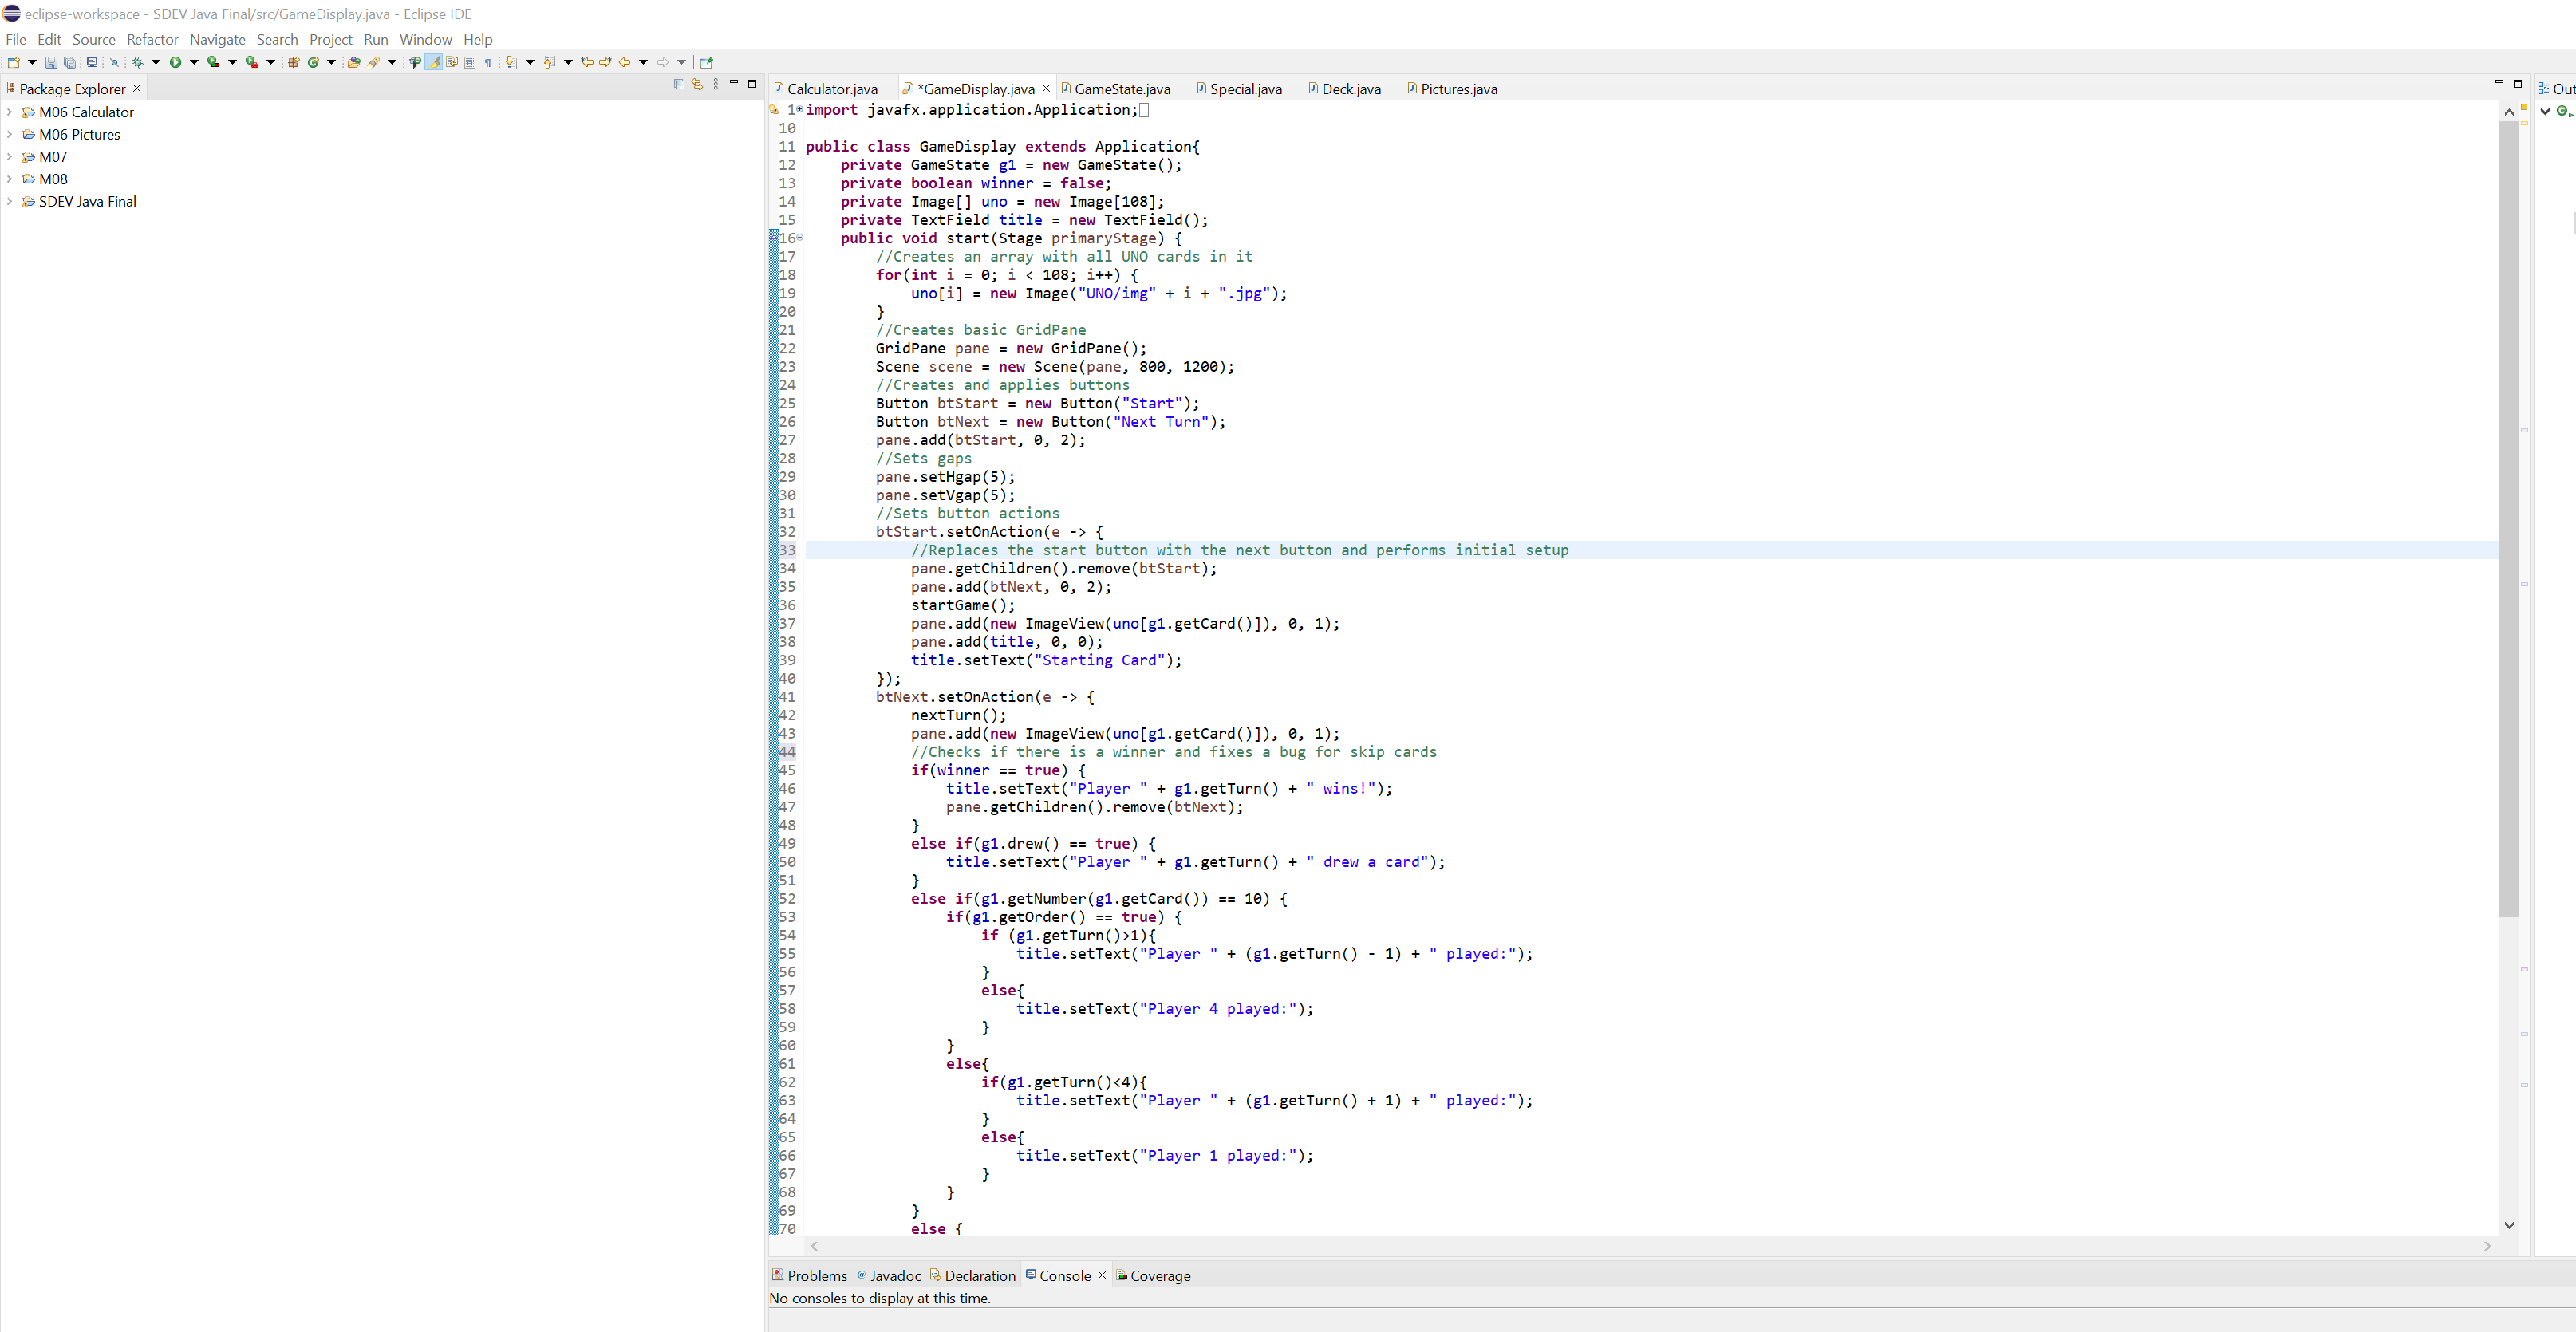 eclipse-workspace - SDEV Java Final/src/GameDisplay.java - Eclipse IDE
File Edit Source Refactor Navigate Search Project Run Window Help
Package Explorer
M06 Calculator
M06 Pictures
M07
M08
SDEV Java Final
Calculator.java *GameDisplay.java GameState.java Special.java Deck.java Pictures.java
1 import javafx.application.Application;
10
11 public class GameDisplay extends Application{
12     private GameState g1 = new GameState();
13     private boolean winner = false;
14     private Image[] uno = new Image[108];
15     private TextField title = new TextField();
16     public void start(Stage primaryStage) {
17         //Creates an array with all UNO cards in it
18         for(int i = 0; i < 108; i++) {
19             uno[i] = new Image("UNO/img" + i + ".jpg");
20         }
21         //Creates basic GridPane
22         GridPane pane = new GridPane();
23         Scene scene = new Scene(pane, 800, 1200);
24         //Creates and applies buttons
25         Button btStart = new Button("Start");
26         Button btNext = new Button("Next Turn");
27         pane.add(btStart, 0, 2);
28         //Sets gaps
29         pane.setHgap(5);
30         pane.setVgap(5);
31         //Sets button actions
32         btStart.setOnAction(e -> {
33             //Replaces the start button with the next button and performs initial setup
34             pane.getChildren().remove(btStart);
35             pane.add(btNext, 0, 2);
36             startGame();
37             pane.add(new ImageView(uno[g1.getCard()]), 0, 1);
38             pane.add(title, 0, 0);
39             title.setText("Starting Card");
40         });
41         btNext.setOnAction(e -> {
42             nextTurn();
43             pane.add(new ImageView(uno[g1.getCard()]), 0, 1);
44             //Checks if there is a winner and fixes a bug for skip cards
45             if(winner == true) {
46                 title.setText("Player " + g1.getTurn() + " wins!");
47                 pane.getChildren().remove(btNext);
48             }
49             else if(g1.drew() == true) {
50                 title.setText("Player " + g1.getTurn() + " drew a card");
51             }
52             else if(g1.getNumber(g1.getCard()) == 10) {
53                 if(g1.getOrder() == true) {
54                     if (g1.getTurn()>1){
55                         title.setText("Player " + (g1.getTurn() - 1) + " played:");
56                     }
57                     else{
58                         title.setText("Player 4 played:");
59                     }
60                 }
61                 else{
62                     if(g1.getTurn()<4){
63                         title.setText("Player " + (g1.getTurn() + 1) + " played:");
64                     }
65                     else{
66                         title.setText("Player 1 played:");
67                     }
68                 }
69             }
70             else {
Problems Javadoc Declaration Console Coverage
No consoles to display at this time.